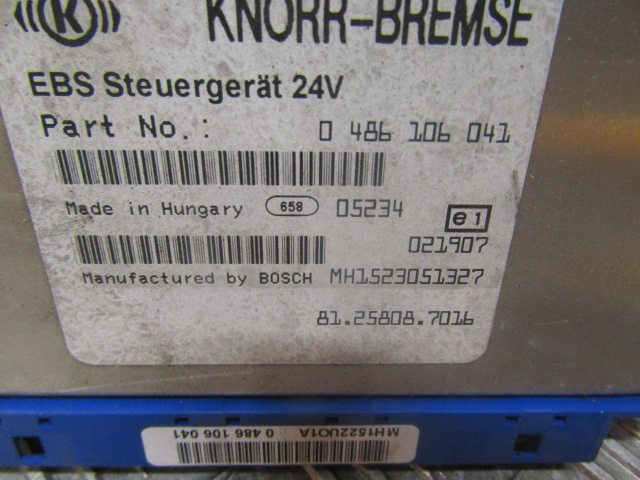 K KNORR-BREMSE
EBS Steuergerät 24V
Part No.: 0 486 106 041
Made in Hungary 658 05234 e1
021907
Manufactured by BOSCH MH1523051327
81.25808.7016
MH1522U01A 0 486 106 041